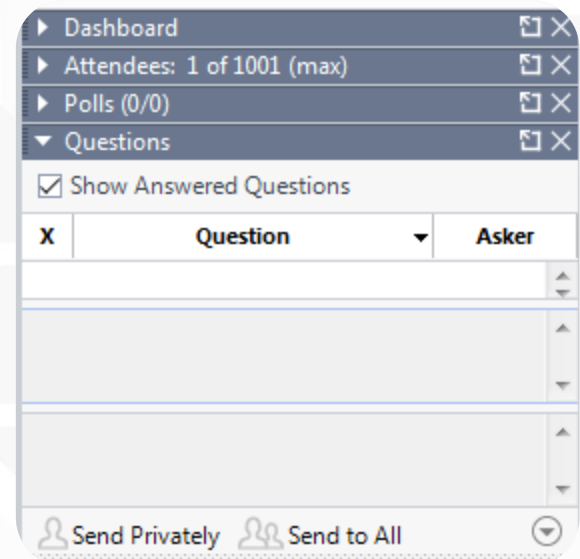 Dashboard
Attendees: 1 of 1001 (max)
Polls (0/0)
Questions
Show Answered Questions
X Question Asker
Send Privately Send to All